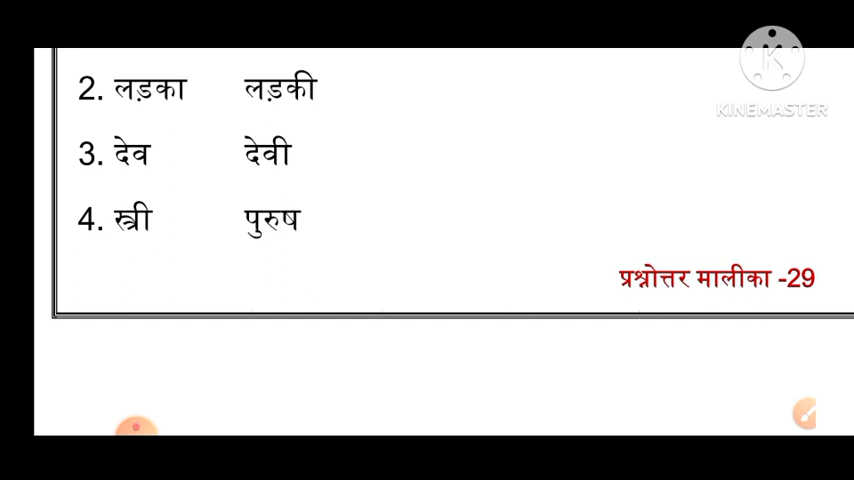 KINEMASTER
2. लड़का लड़की
3. देव देवी
4. स्त्री पुरुष
प्रश्नोत्तर मालीका -29